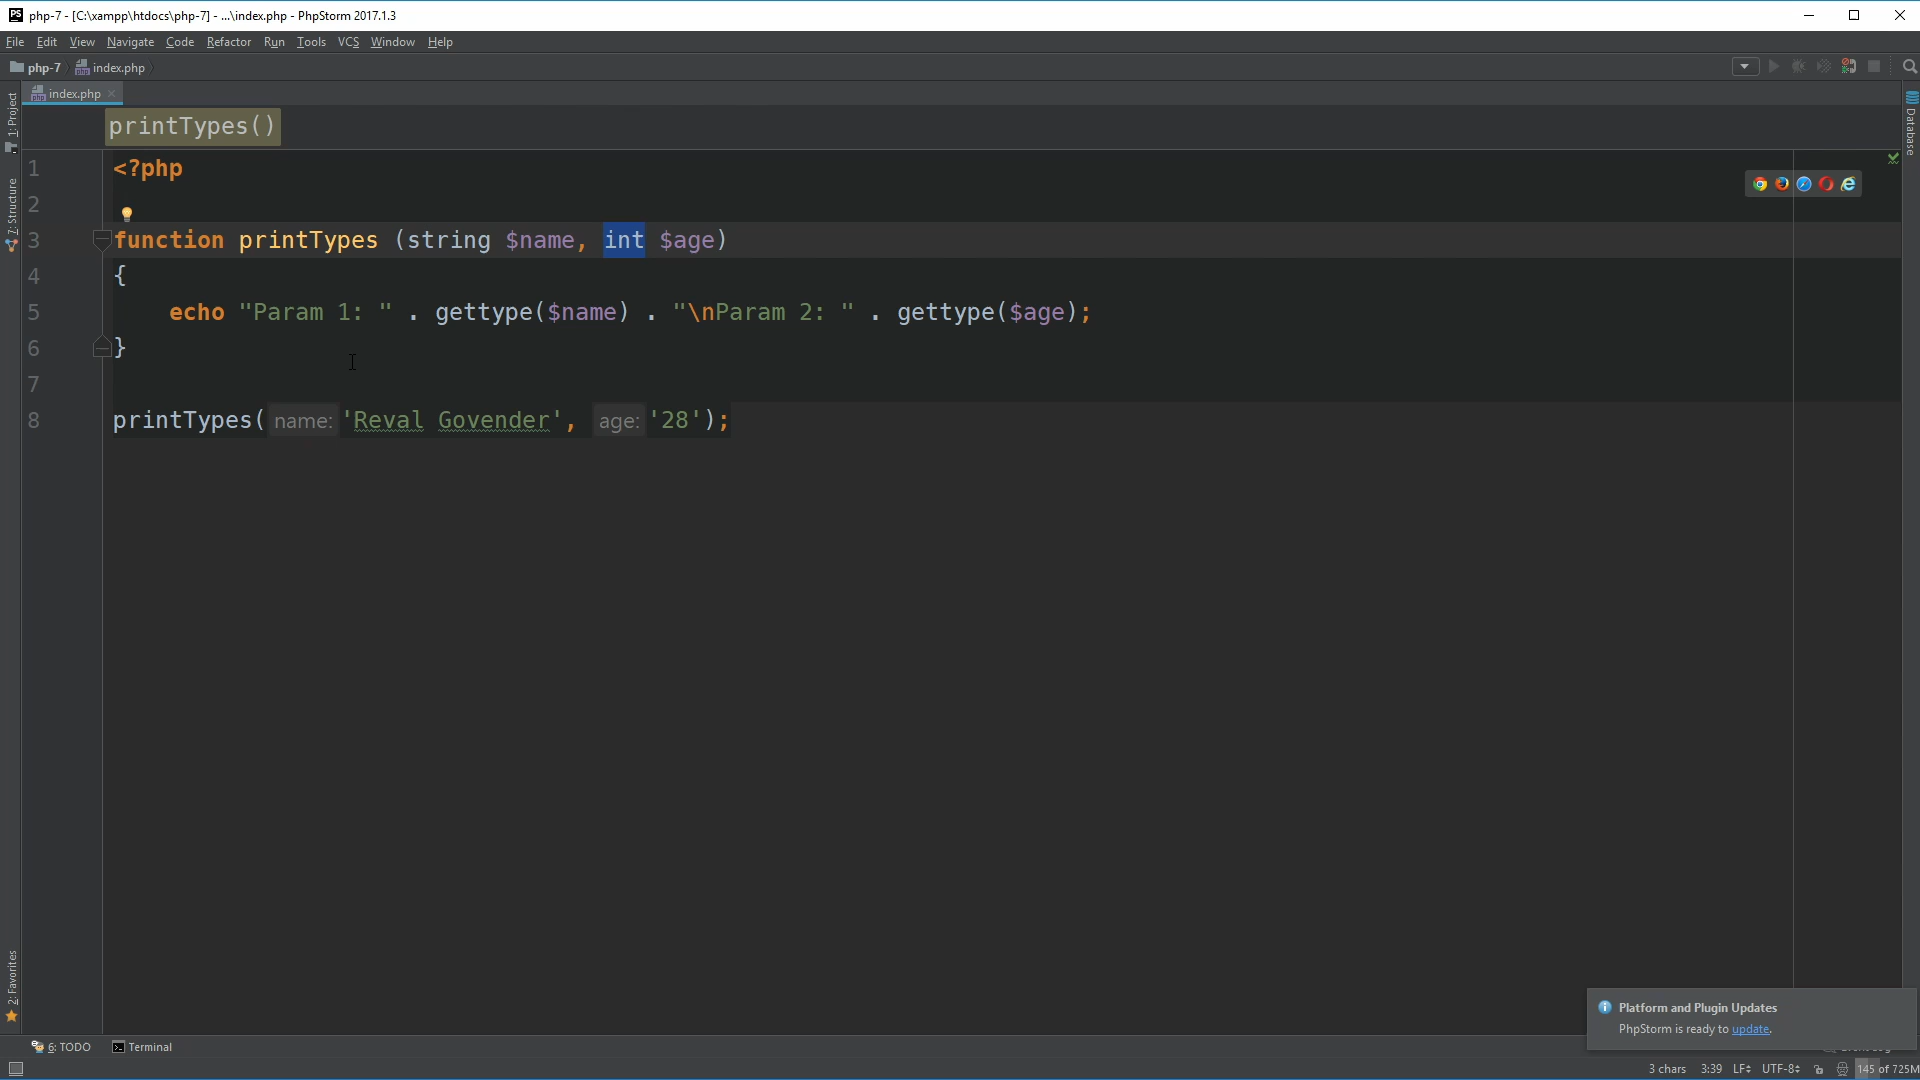 php-7 - [C:\xampp\htdocs\php-7] - ...\index.php - PhpStorm 2017.1.3
File Edit View Navigate Code Refactor Run Tools VCS Window Help
php-7 index.php
index.php
1: Project
7: Structure
2: Favorites
Database
printTypes()
1 <?php
2
3 function printTypes (string $name, int $age)
4 {
5     echo "Param 1: " . gettype($name) . "\nParam 2: " . gettype($age);
6 }
7
8 printTypes( name: 'Reval Govender', age: '28');
Platform and Plugin Updates
PhpStorm is ready to update.
6: TODO Terminal
3 chars 3:39 LF UTF-8 145 of 725M